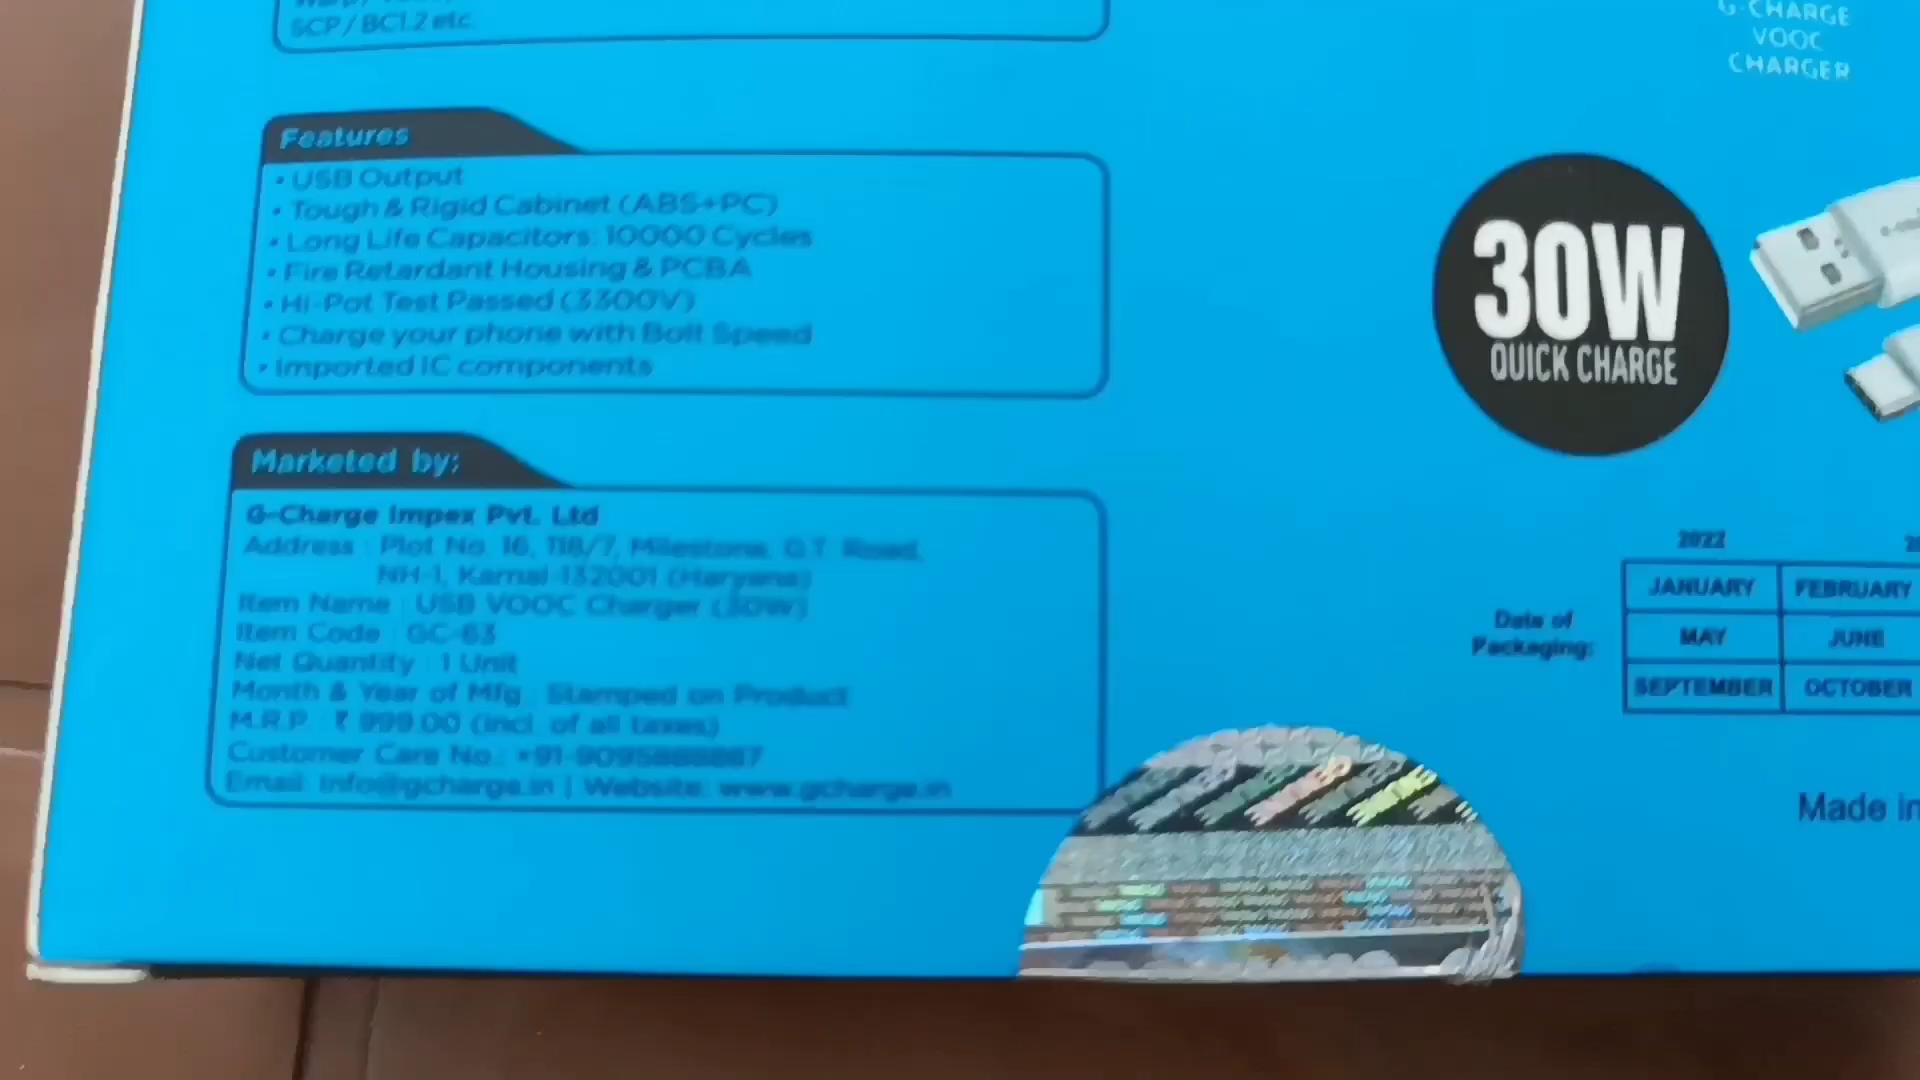 SCP / BC1.2 etc.
G-CHARGE
VOOC
CHARGER
Features
• USB Output
• Tough & Rigid Cabinet (ABS+PC)
• Long Life Capacitors: 10000 Cycles
• Fire Retardant Housing & PCBA
• Hi-Pot Test Passed (3300V)
• Charge your phone with Bolt Speed
• Imported IC components
30W
QUICK CHARGE
Marketed by:
G-Charge Impex Pvt. Ltd
Address : Plot No. 16, 118/7, Milestone, G.T. Road,
NH-1, Karnal-132001 (Haryana)
Item Name : USB VOOC Charger (30W)
Item Code : GC-63
Net Quantity : 1 Unit
Month & Year of Mfg : Stamped on Product
M.R.P. : ₹ 999.00 (incl. of all taxes)
Customer Care No.:
Email: info@gcharge.in | Website: www.gcharge.in
2022
Date of
Packaging:
JANUARY FEBRUARY
MAY JUNE
SEPTEMBER OCTOBER
Made in